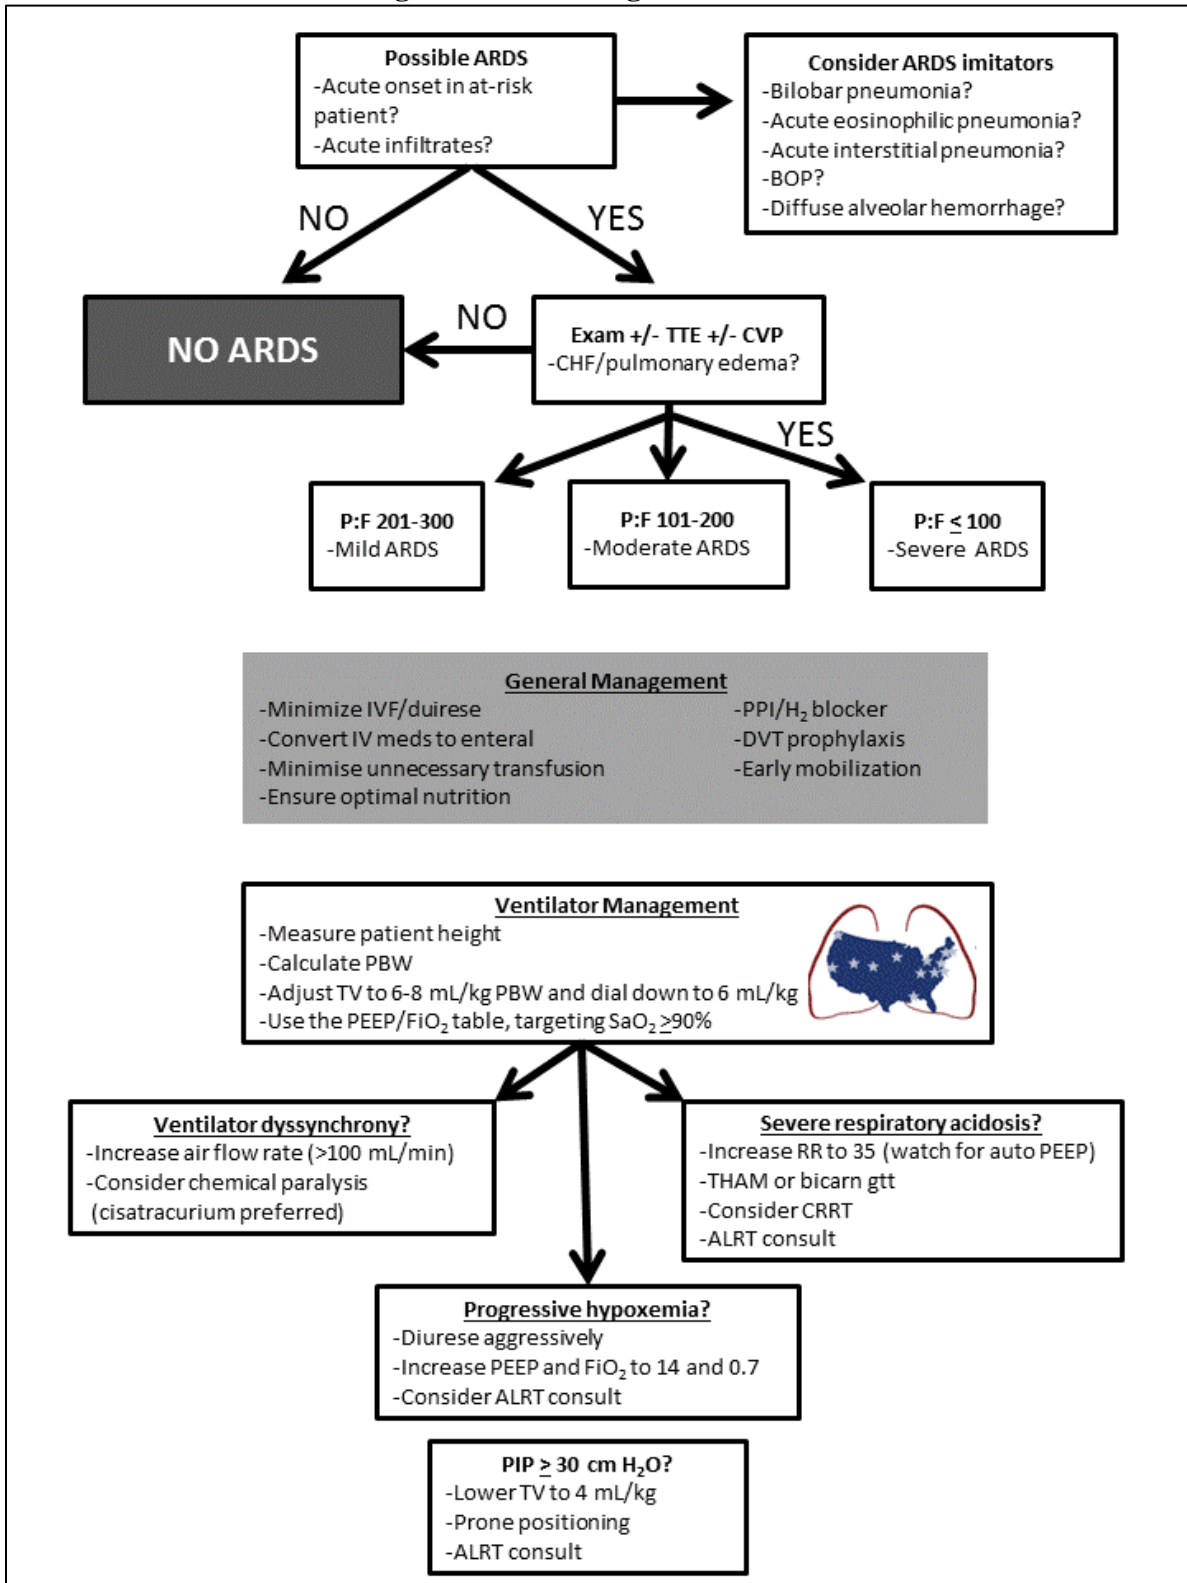 Possible ARDS
-Acute onset in at-risk
patient?
-Acute infiltrates?
Consider ARDS imitators
-Bilobar pneumonia?
-Acute eosinophilic pneumonia?
-Acute interstitial pneumonia?
-BOP?
-Diffuse alveolar hemorrhage?
NO
YES
NO ARDS
NO
Exam +/- TTE +/- CVP
-CHF/pulmonary edema?
YES
P:F 201-300
-Mild ARDS
P:F 101-200
-Moderate ARDS
P:F ≤ 100
-Severe ARDS
General Management
-Minimize IVF/duirese
-Convert IV meds to enteral
-Minimise unnecessary transfusion
-Ensure optimal nutrition
-PPI/H₂ blocker
-DVT prophylaxis
-Early mobilization
Ventilator Management
-Measure patient height
-Calculate PBW
-Adjust TV to 6-8 mL/kg PBW and dial down to 6 mL/kg
-Use the PEEP/FiO₂ table, targeting SaO₂ ≥90%
Ventilator dyssynchrony?
-Increase air flow rate (>100 mL/min)
-Consider chemical paralysis
(cisatracurium preferred)
Severe respiratory acidosis?
-Increase RR to 35 (watch for auto PEEP)
-THAM or bicarn gtt
-Consider CRRT
-ALRT consult
Progressive hypoxemia?
-Diurese aggressively
-Increase PEEP and FiO₂ to 14 and 0.7
-Consider ALRT consult
PIP ≥ 30 cm H₂O?
-Lower TV to 4 mL/kg
-Prone positioning
-ALRT consult